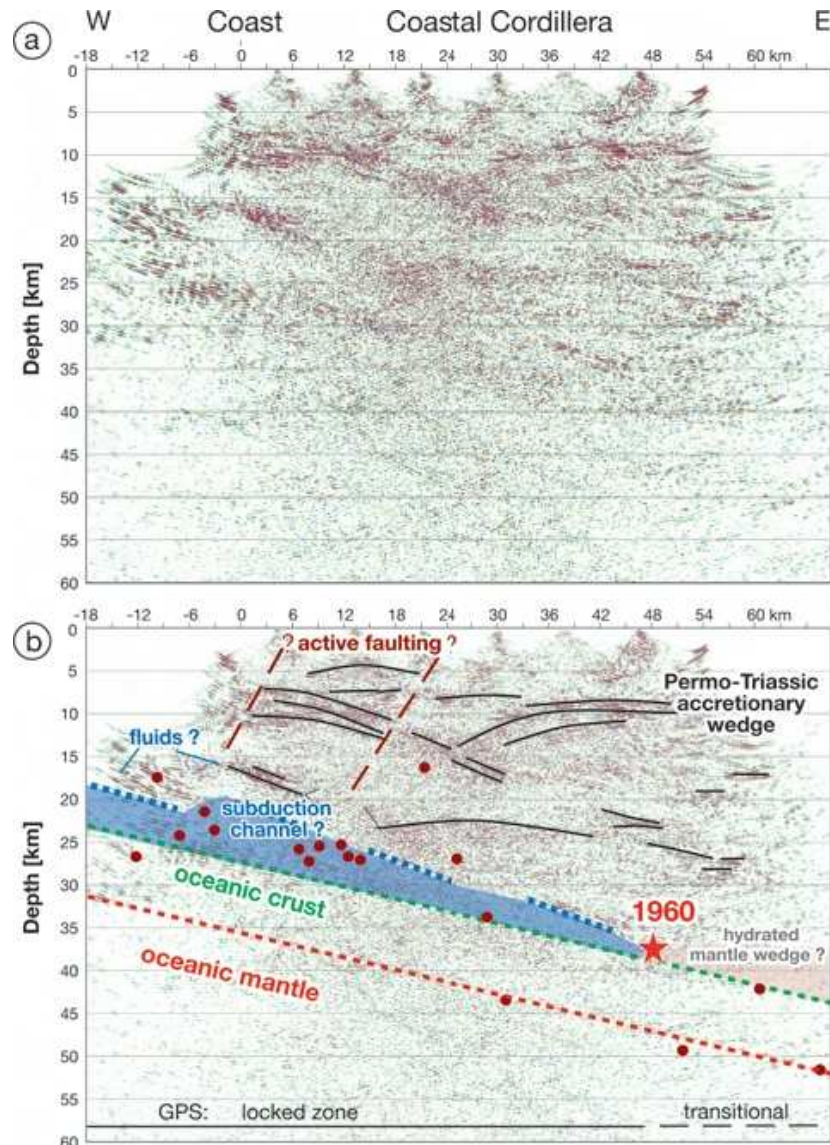 W Coast Coastal Cordillera E
a
-18 -12 -6 0 6 12 18 24 30 36 42 48 54 60 km
0
5
10
15
20
25
30
35
40
45
50
55
60
Depth [km]
b
-18 -12 -6 0 6 12 18 24 30 36 42 48 54 60 km
0
5
10
15
20
25
30
35
40
45
50
55
60
Depth [km]
? active faulting ?
Permo-Triassic
accretionary
wedge
fluids ?
subduction
channel ?
oceanic crust
1960
hydrated
mantle wedge ?
oceanic mantle
GPS: locked zone transitional